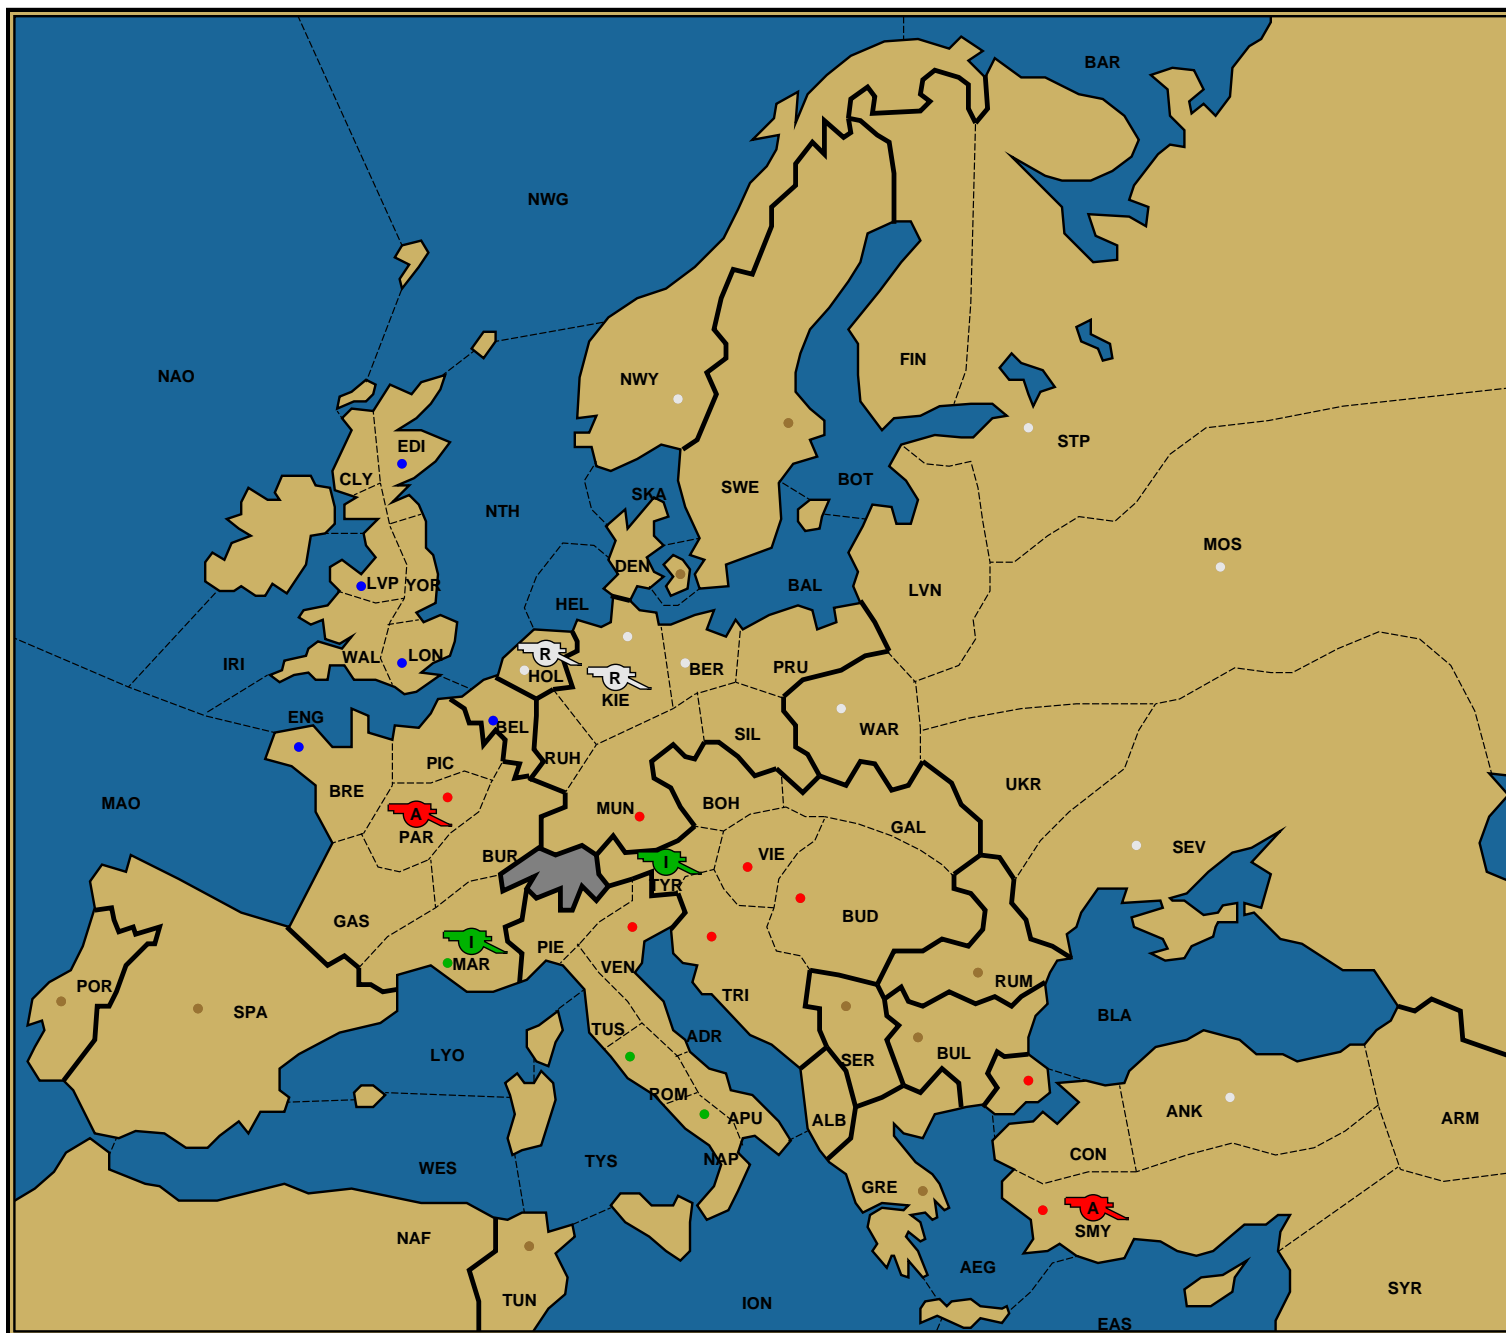 BAR
NWG
NAO
FIN
NWY
STP
EDI
CLY
SKA
SWE
BOT
NTH
MOS
DEN
LVP
YOR
BAL
LVN
HEL
IRI
WAL
LON
R
HOL
R
KIE
BER
PRU
ENG
BEL
WAR
SIL
RUH
PIC
UKR
MAO
BRE
MUN
BOH
A
PAR
GAL
SEV
BUR
VIE
I
TYR
BUD
GAS
I
MAR
PIE
VEN
POR
SPA
TRI
RUM
BLA
TUS
ADR
LYO
SER
BUL
ROM
APU
ALB
ANK
ARM
CON
NAP
WES
TYS
GRE
A
SMY
NAF
AEG
SYR
TUN
ION
EAS